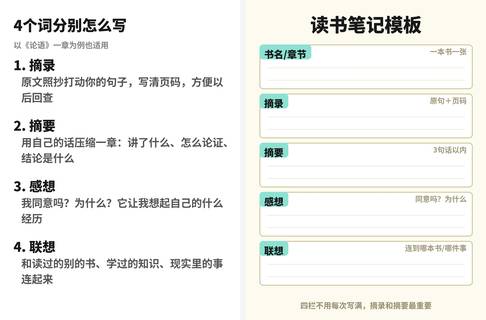 4个词分别怎么写
以《论语》一章为例也适用
1. 摘录
原文照抄打动你的句子，写清页码，方便以
后回查
2. 摘要
用自己的话压缩一章：讲了什么、怎么论证、
结论是什么
3. 感想
我同意吗？为什么？它让我想起自己的什么
经历
4. 联想
和读过的别的书、学过的知识、现实里的事
连起来
读书笔记模板
书名/章节
一本书一张
摘录
原句＋页码
摘要
3句话以内
感想
同意吗？为什么
联想
连到哪本书/哪件事
四栏不用每次写满，摘录和摘要最重要